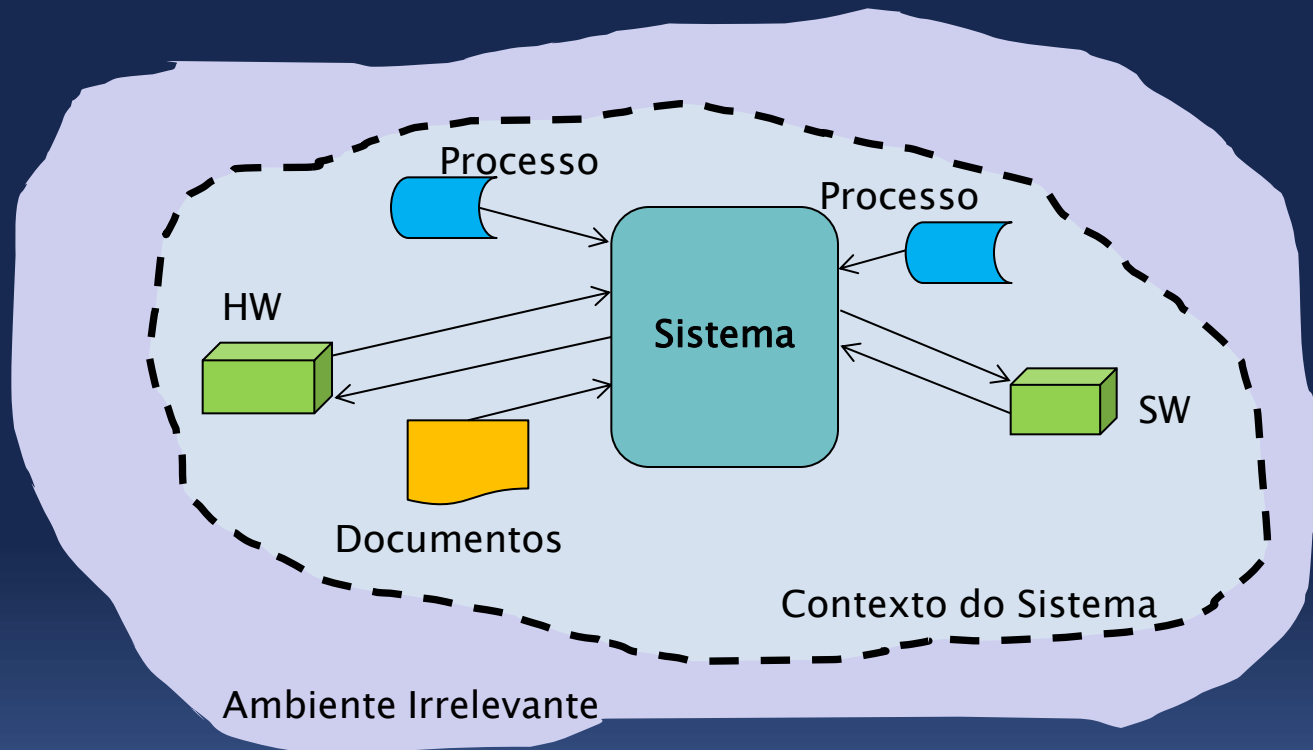 Processo
Processo
HW
Sistema
SW
Documentos
Contexto do Sistema
Ambiente Irrelevante